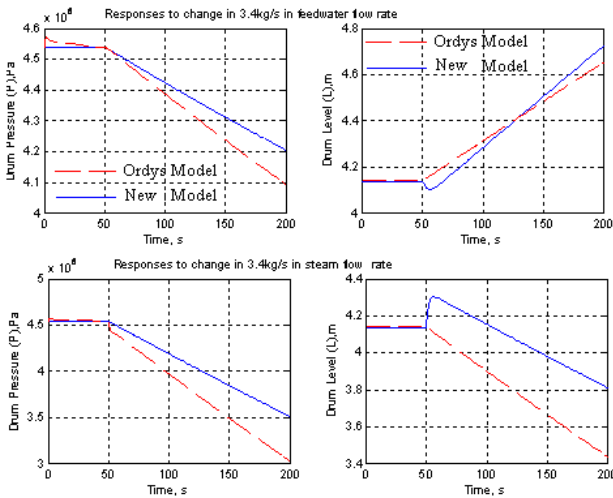 Responses to change in 3.4kg/s in feedwater flow rate
x 10⁶
4.6
4.5
4.4
4.3
4.2
4.1
4
0
50
100
150
200
Drum Pressure (P),Pa
Time, s
Ordys Model
New Model
4.8
4.6
4.4
4.2
4
0
50
100
150
200
Drum Level (L),m
Time, s
Ordys Model
New Model
Responses to change in 3.4kg/s in steam flow rate
x 10⁶
5
4.5
4
3.5
3
0
50
100
150
200
Drum Pressure (P),Pa
Time, s
4.4
4.2
4
3.8
3.6
3.4
0
50
100
150
200
Drum Level (L),m
Time, s